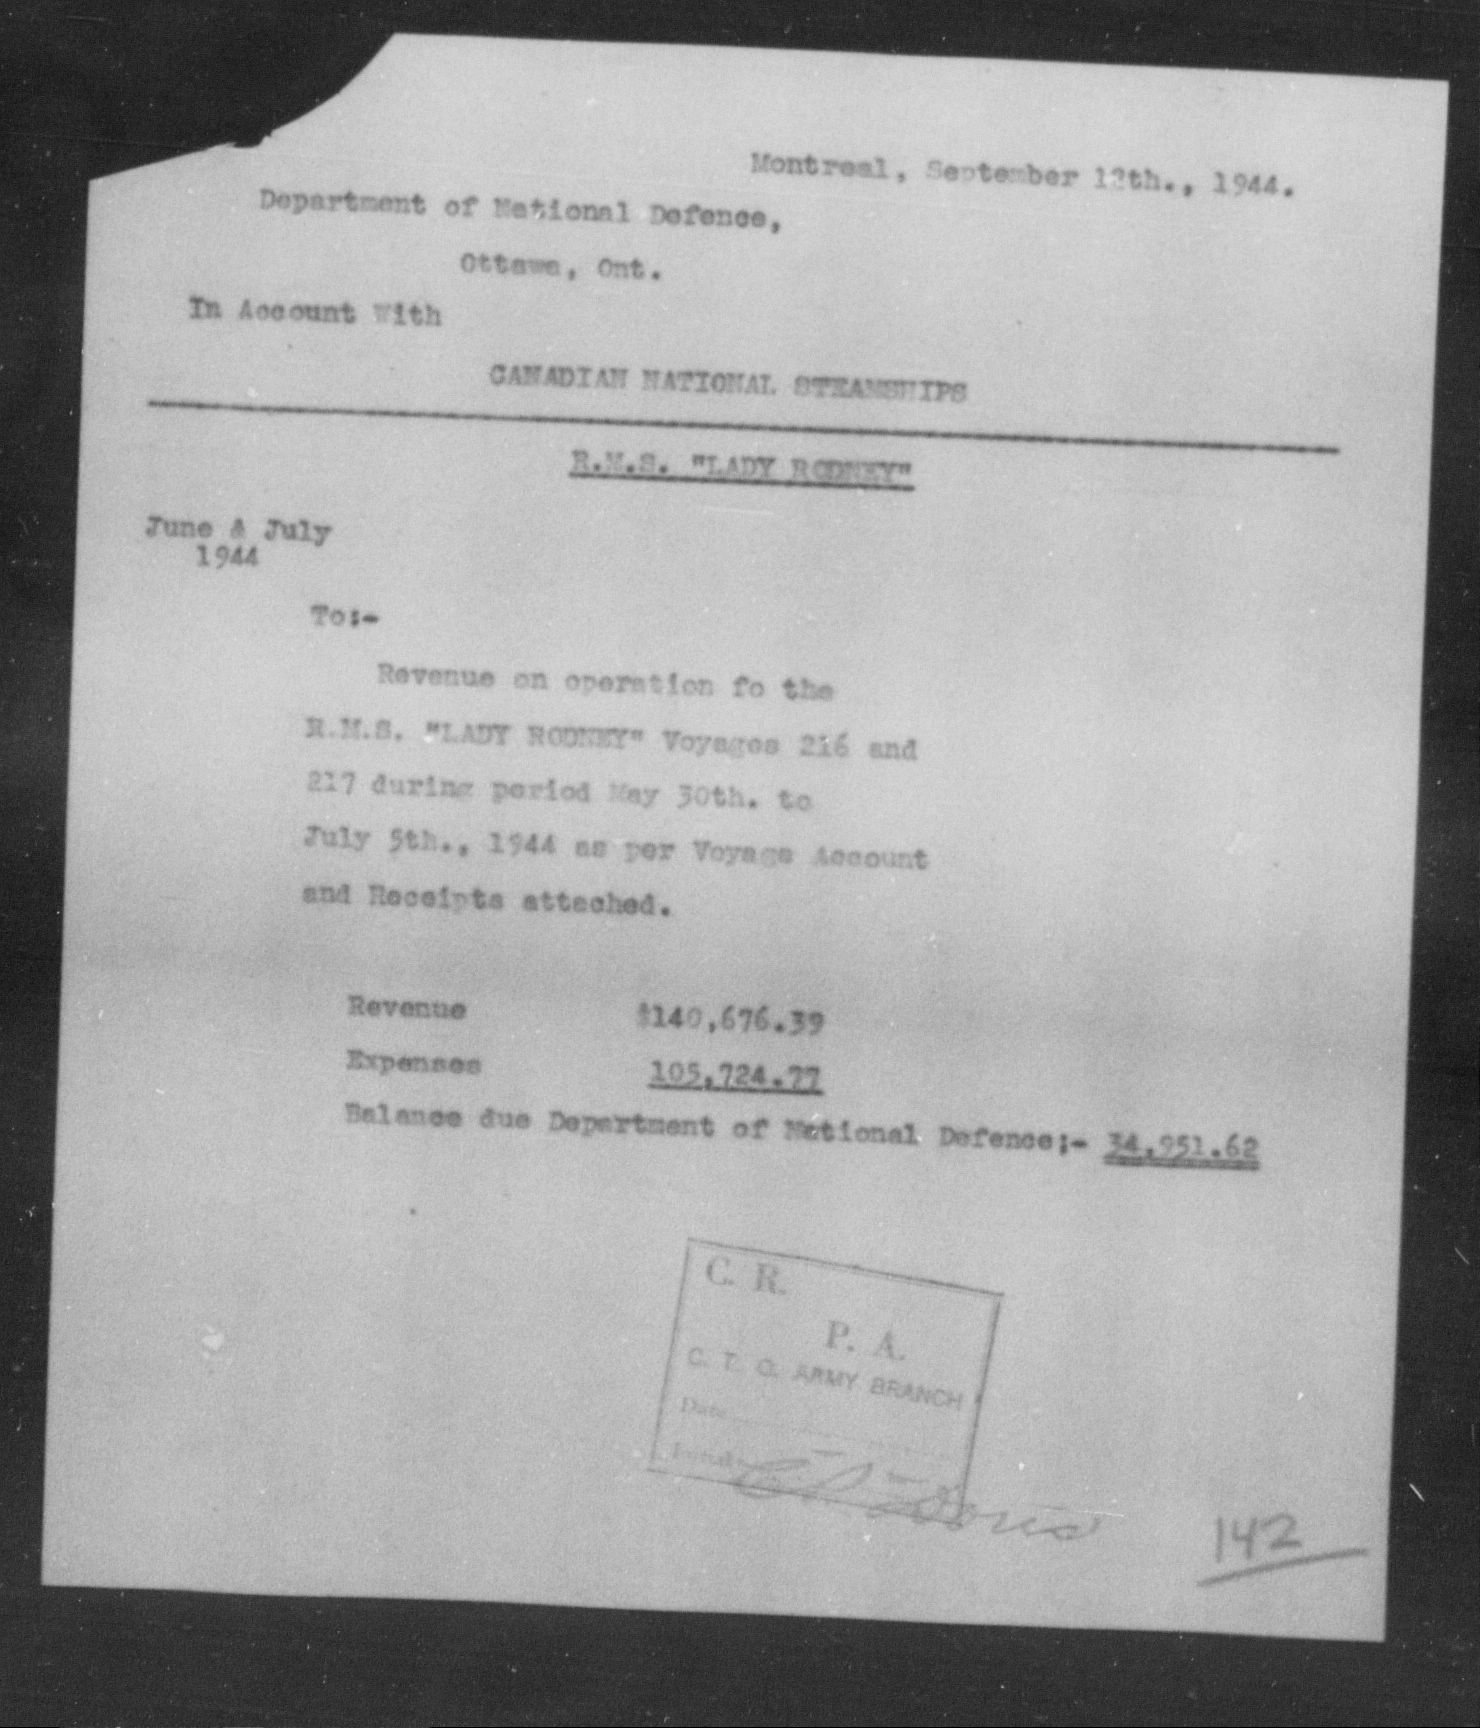 Montreal, September 12th., 1944.
Department of National Defence,
Ottawa, Ont.
In Account With
CANADIAN NATIONAL STEAMSHIPS
R.M.S. "LADY RODNEY"
June & July
1944
To:-
Revenue on operation fo the
R.M.S. "LADY RODNEY" Voyages 216 and
217 during period May 30th. to
July 5th., 1944 as per Voyage Account
and Receipts attached.
Revenue $140,676.39
Expenses 105,724.77
Balance due Department of National Defence;- 34,951.62
C. R.
P. A.
C. T. O. ARMY BRANCH
Date
142